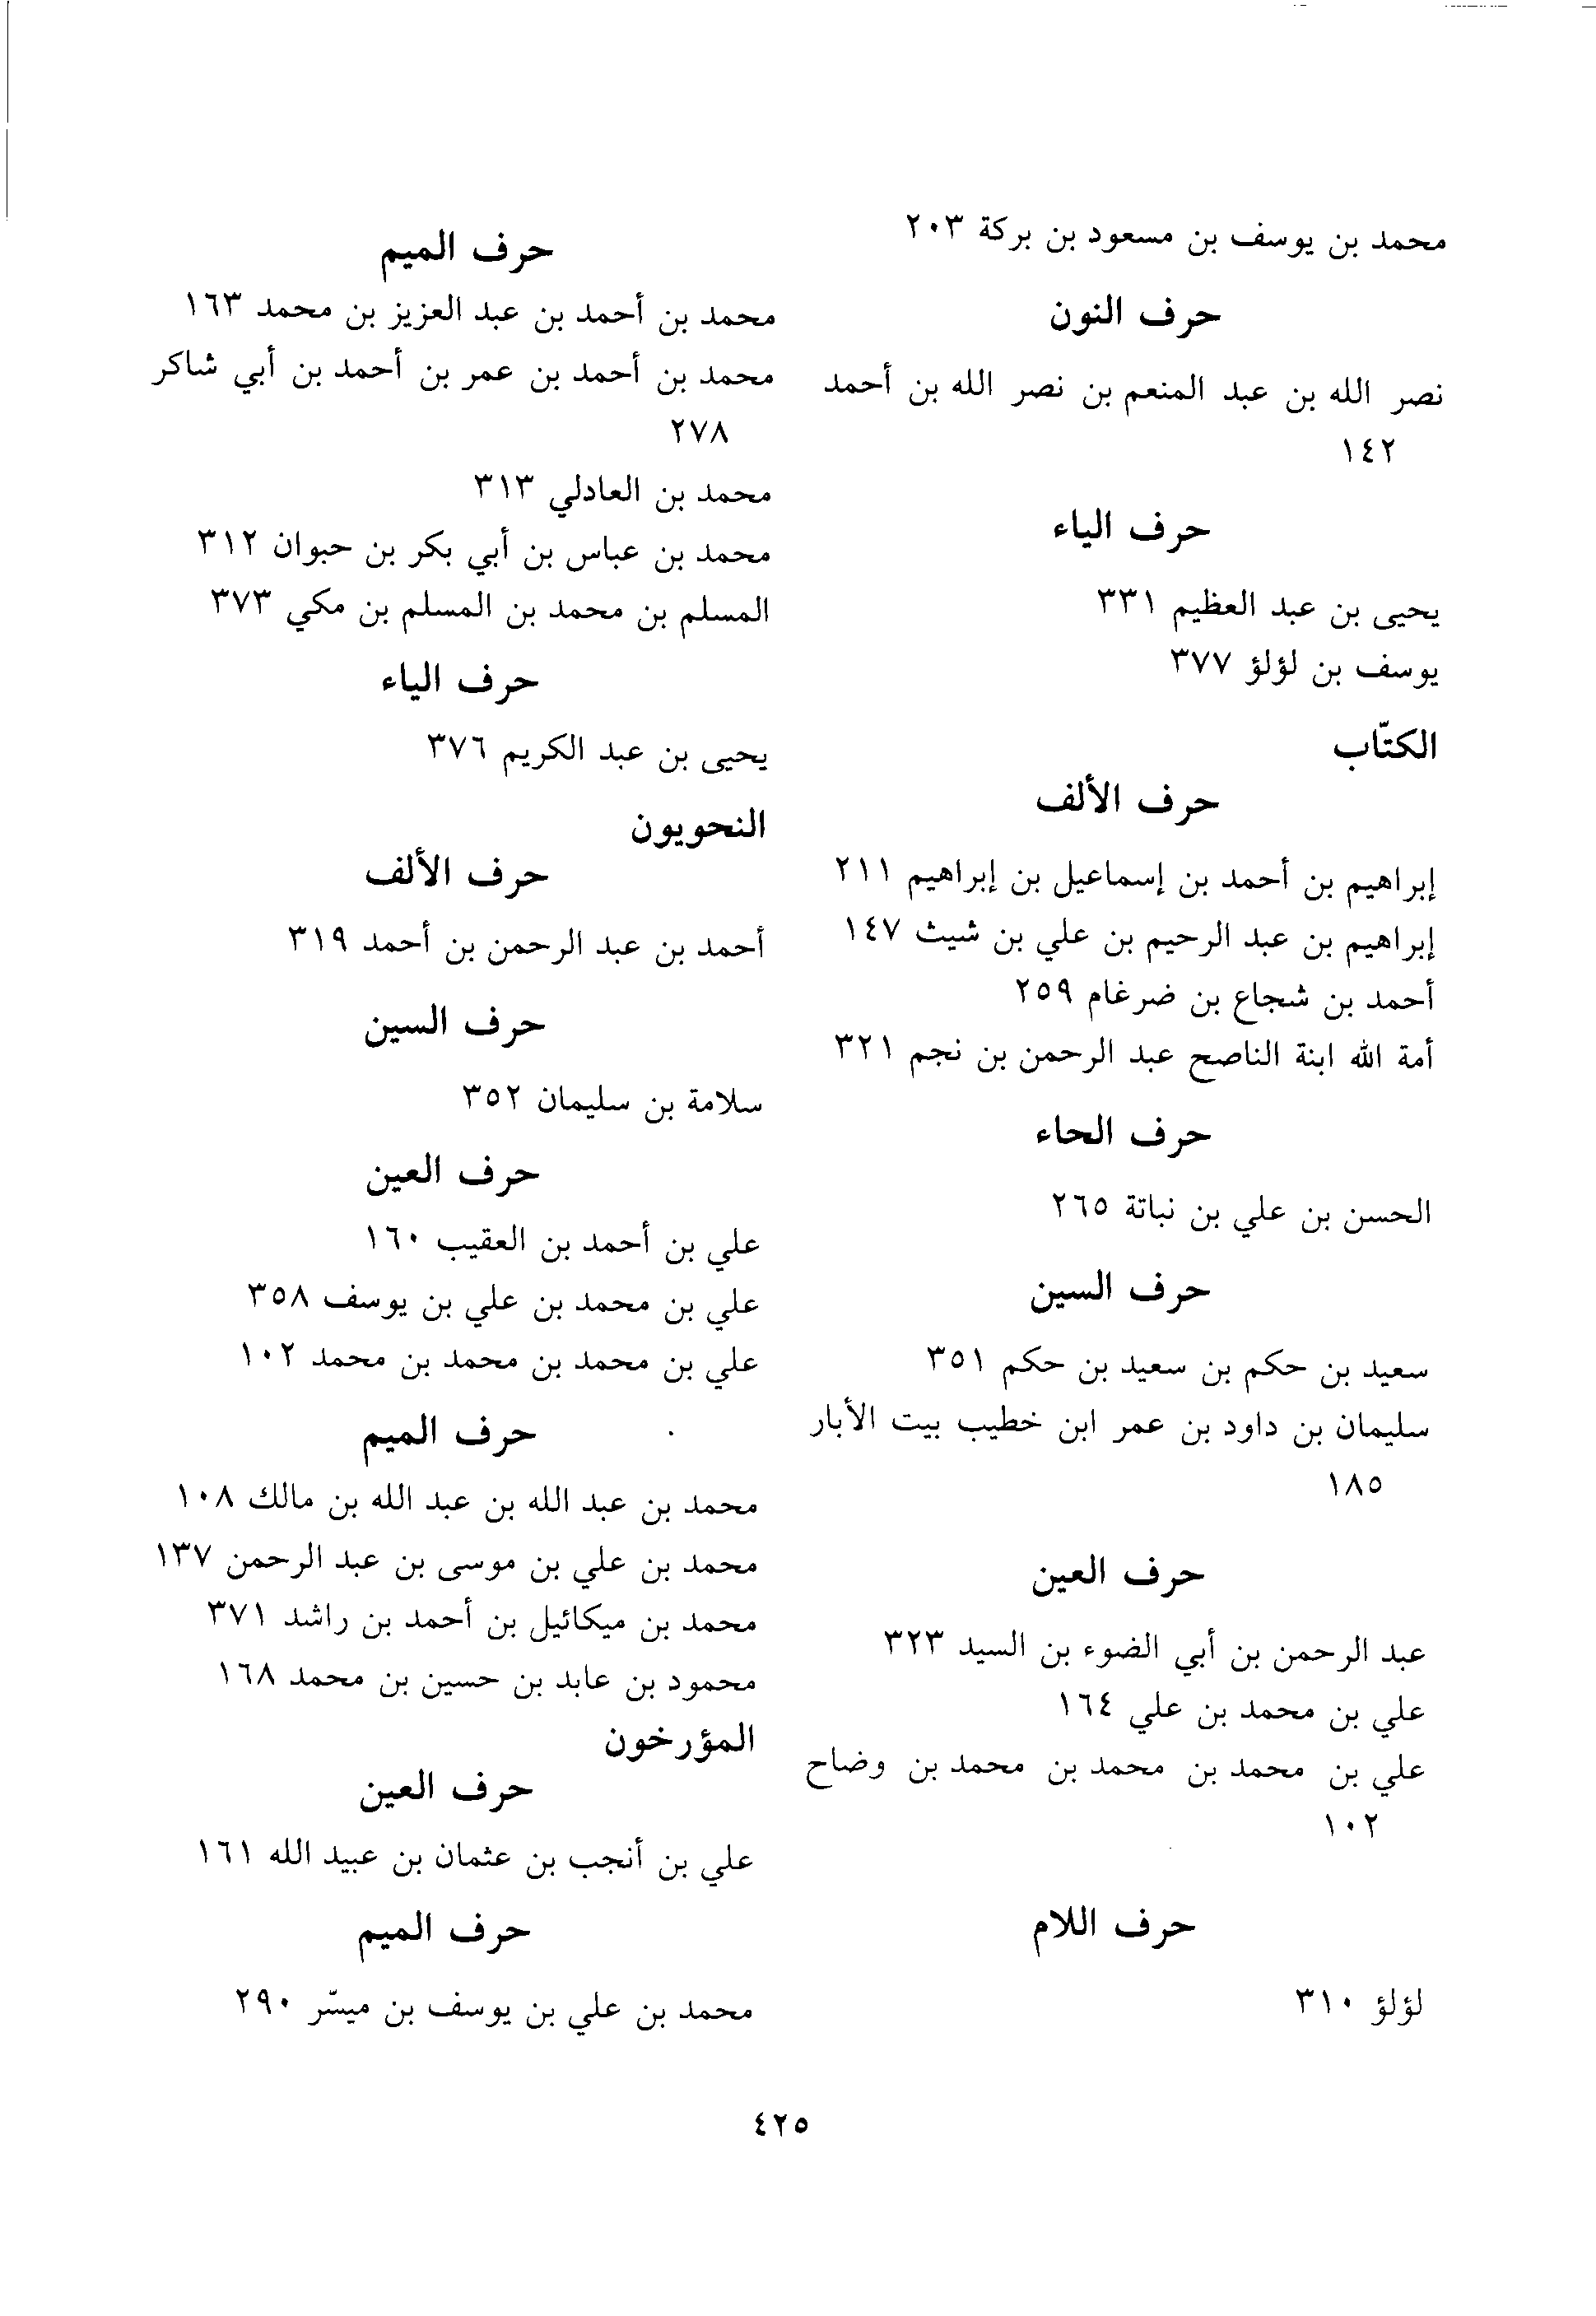 محمد بن يوسف بن مسعود بن بركة ٢٠٣
حرف النون
نصر الله بن عبد المنعم بن نصر الله بن أحمد
١٤٢
حرف الياء
يحيى بن عبد العظيم ٣٣١
يوسف بن لؤلؤ ٣٧٧
الكتّاب
حرف الألف
إبراهيم بن أحمد بن إسماعيل بن إبراهيم ٢١١
إبراهيم بن عبد الرحيم بن علي بن شيث ١٤٧
أحمد بن شجاع بن ضرغام ٢٥٩
أمة الله ابنة الناصح عبد الرحمن بن نجم ٣٢١
حرف الحاء
الحسن بن علي بن نباتة ٢٦٥
حرف السين
سعيد بن حكم بن سعيد بن حكم ٣٥١
سليمان بن داود بن عمر ابن خطيب بيت الأبار
١٨٥
حرف العين
عبد الرحمن بن أبي الضوء بن السيد ٣٢٣
علي بن محمد بن علي ١٦٤
علي بن محمد بن محمد بن محمد بن وضاح
١٠٢
حرف اللام
لؤلؤ ٣١٠
حرف الميم
محمد بن أحمد بن عبد العزيز بن محمد ١٦٣
محمد بن أحمد بن عمر بن أحمد بن أبي شاكر
٢٧٨
محمد بن العادلي ٣١٣
محمد بن عباس بن أبي بكر بن حبوان ٣١٢
المسلم بن محمد بن المسلم بن مكي ٣٧٣
حرف الياء
يحيى بن عبد الكريم ٣٧٦
النحويون
حرف الألف
أحمد بن عبد الرحمن بن أحمد ٣١٩
حرف السين
سلامة بن سليمان ٣٥٢
حرف العين
علي بن أحمد بن العقيب ١٦٠
علي بن محمد بن علي بن يوسف ٣٥٨
علي بن محمد بن محمد بن محمد ١٠٢
حرف الميم
محمد بن عبد الله بن عبد الله بن مالك ١٠٨
محمد بن علي بن موسى بن عبد الرحمن ١٣٧
محمد بن ميكائيل بن أحمد بن راشد ٣٧١
محمود بن عابد بن حسين بن محمد ١٦٨
المؤرخون
حرف العين
علي بن أنجب بن عثمان بن عبيد الله ١٦١
حرف الميم
محمد بن علي بن يوسف بن ميسّر ٢٩٠
٤٢٥